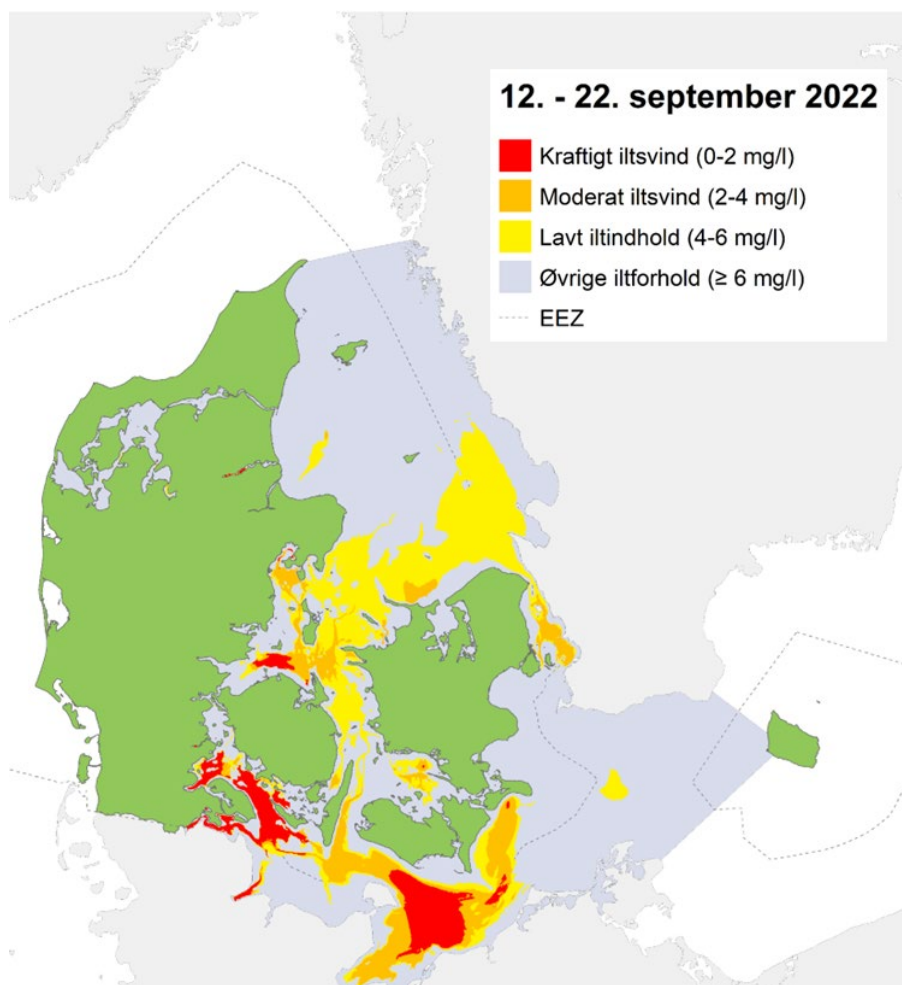 12. - 22. september 2022
Kraftigt iltsvind (0-2 mg/l)
Moderat iltsvind (2-4 mg/l)
Lavt iltindhold (4-6 mg/l)
Øvrige iltforhold (≥ 6 mg/l)
EEZ